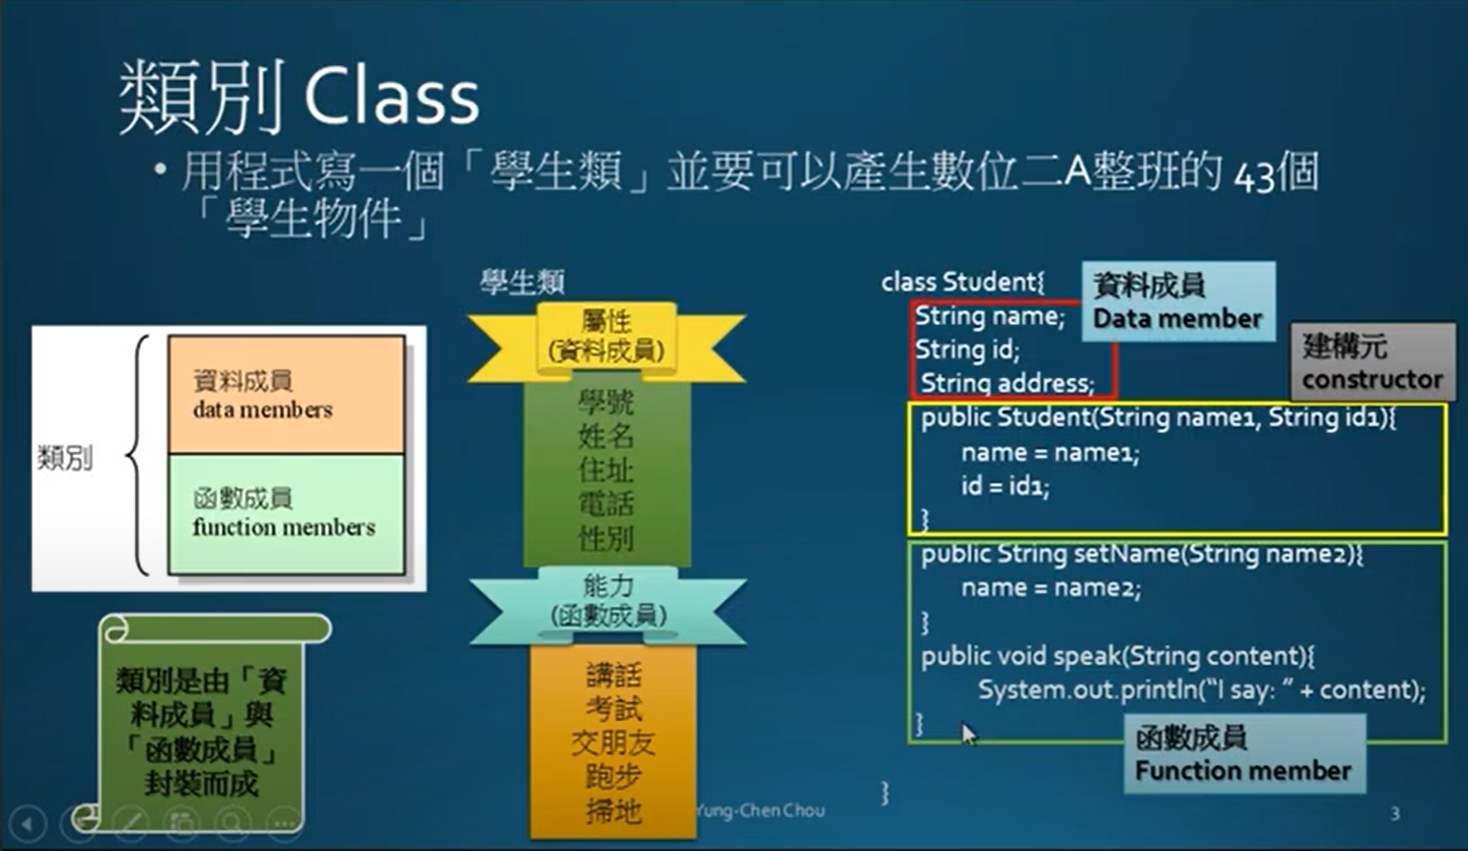 類別 Class
• 用程式寫一個「學生類」並要可以產生數位二A整班的 43個
「學生物件」
類別
資料成員
data members
函數成員
function members
類別是由「資
料成員」與
「函數成員」
封裝而成
學生類
屬性
(資料成員)
學號
姓名
住址
電話
性別
能力
(函數成員)
講話
考試
交朋友
跑步
掃地
class Student{
String name;
String id;
String address;
資料成員
Data member
建構元
constructor
public Student(String name1, String id1){
name = name1;
id = id1;
}
public String setName(String name2){
name = name2;
}
public void speak(String content){
System.out.println(“I say: ” + content);
}
函數成員
Function member
}
Yung-Chen Chou
3